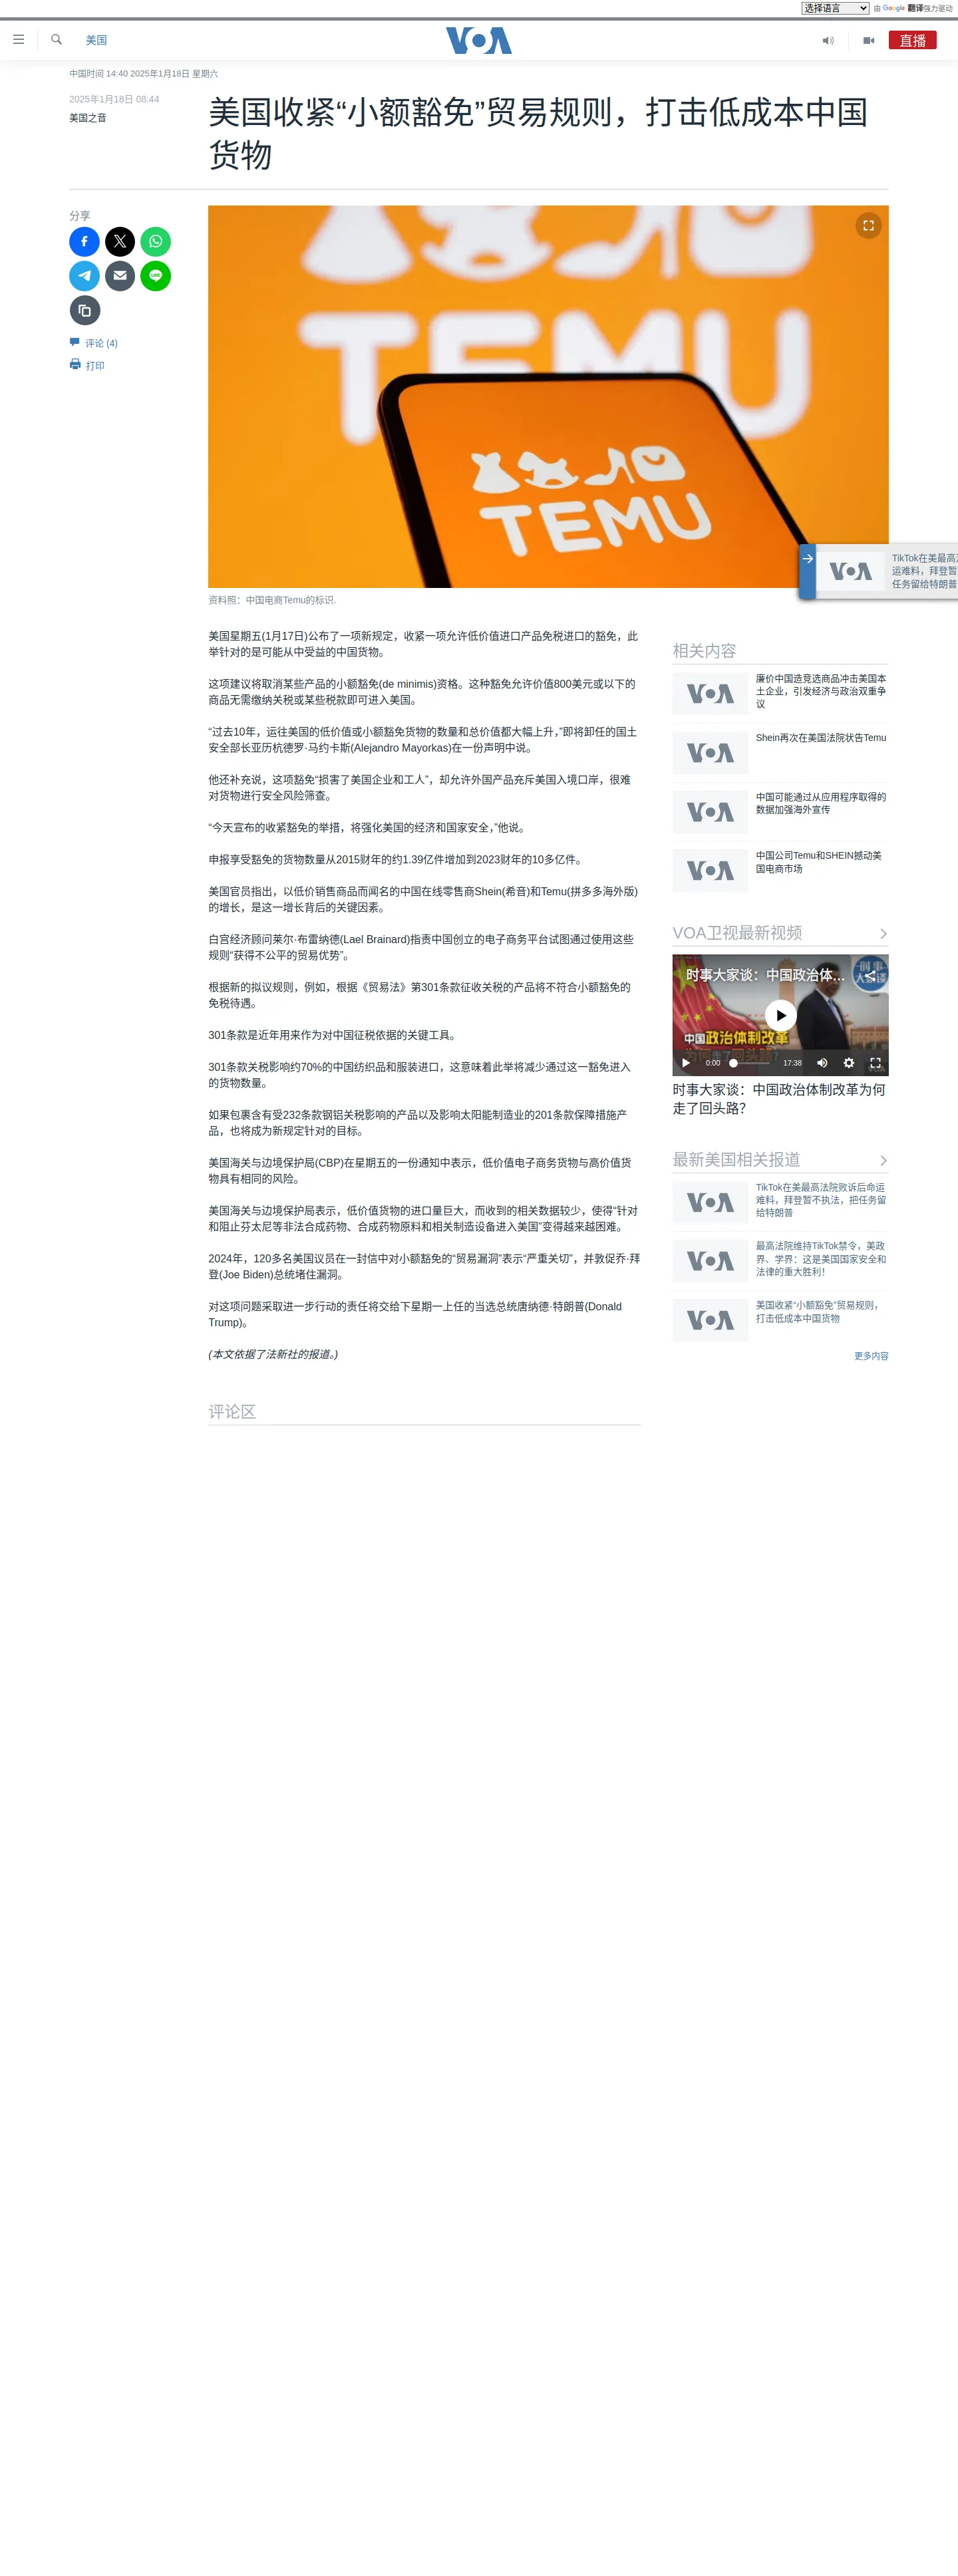 选择语言
由 Google 翻译强力驱动
美国
VOA
直播
中国时间 14:40 2025年1月18日 星期六
2025年1月18日 08:44
美国之音
美国收紧“小额豁免”贸易规则，打击低成本中国
货物
分享
评论 (4)
打印
TEMU
TEMU
TikTok在美最高法
运难料，拜登暂
任务留给特朗普
资料照：中国电商Temu的标识.
美国星期五(1月17日)公布了一项新规定，收紧一项允许低价值进口产品免税进口的豁免，此
举针对的是可能从中受益的中国货物。
这项建议将取消某些产品的小额豁免(de minimis)资格。这种豁免允许价值800美元或以下的
商品无需缴纳关税或某些税款即可进入美国。
“过去10年，运往美国的低价值或小额豁免货物的数量和总价值都大幅上升，”即将卸任的国土
安全部长亚历杭德罗·马约卡斯(Alejandro Mayorkas)在一份声明中说。
他还补充说，这项豁免“损害了美国企业和工人”，却允许外国产品充斥美国入境口岸，很难
对货物进行安全风险筛查。
“今天宣布的收紧豁免的举措，将强化美国的经济和国家安全，”他说。
申报享受豁免的货物数量从2015财年的约1.39亿件增加到2023财年的10多亿件。
美国官员指出，以低价销售商品而闻名的中国在线零售商Shein(希音)和Temu(拼多多海外版)
的增长，是这一增长背后的关键因素。
白宫经济顾问莱尔·布雷纳德(Lael Brainard)指责中国创立的电子商务平台试图通过使用这些
规则“获得不公平的贸易优势”。
根据新的拟议规则，例如，根据《贸易法》第301条款征收关税的产品将不符合小额豁免的
免税待遇。
301条款是近年用来作为对中国征税依据的关键工具。
301条款关税影响约70%的中国纺织品和服装进口，这意味着此举将减少通过这一豁免进入
的货物数量。
如果包裹含有受232条款钢铝关税影响的产品以及影响太阳能制造业的201条款保障措施产
品，也将成为新规定针对的目标。
美国海关与边境保护局(CBP)在星期五的一份通知中表示，低价值电子商务货物与高价值货
物具有相同的风险。
美国海关与边境保护局表示，低价值货物的进口量巨大，而收到的相关数据较少，使得“针对
和阻止芬太尼等非法合成药物、合成药物原料和相关制造设备进入美国”变得越来越困难。
2024年，120多名美国议员在一封信中对小额豁免的“贸易漏洞”表示“严重关切”，并敦促乔·拜
登(Joe Biden)总统堵住漏洞。
对这项问题采取进一步行动的责任将交给下星期一上任的当选总统唐纳德·特朗普(Donald
Trump)。
(本文依据了法新社的报道。)
评论区
相关内容
VOA
廉价中国造竞选商品冲击美国本
土企业，引发经济与政治双重争
议
VOA
Shein再次在美国法院状告Temu
VOA
中国可能通过从应用程序取得的
数据加强海外宣传
VOA
中国公司Temu和SHEIN撼动美
国电商市场
VOA卫视最新视频
时事大家谈：中国政治体...
时事
大家谈
中国政治体制改革
为何走了回头路？
0:00
17:38
时事大家谈：中国政治体制改革为何
走了回头路？
最新美国相关报道
VOA
TikTok在美最高法院败诉后命运
难料，拜登暂不执法，把任务留
给特朗普
VOA
最高法院维持TikTok禁令，美政
界、学界：这是美国国家安全和
法律的重大胜利！
VOA
美国收紧“小额豁免”贸易规则，
打击低成本中国货物
更多内容